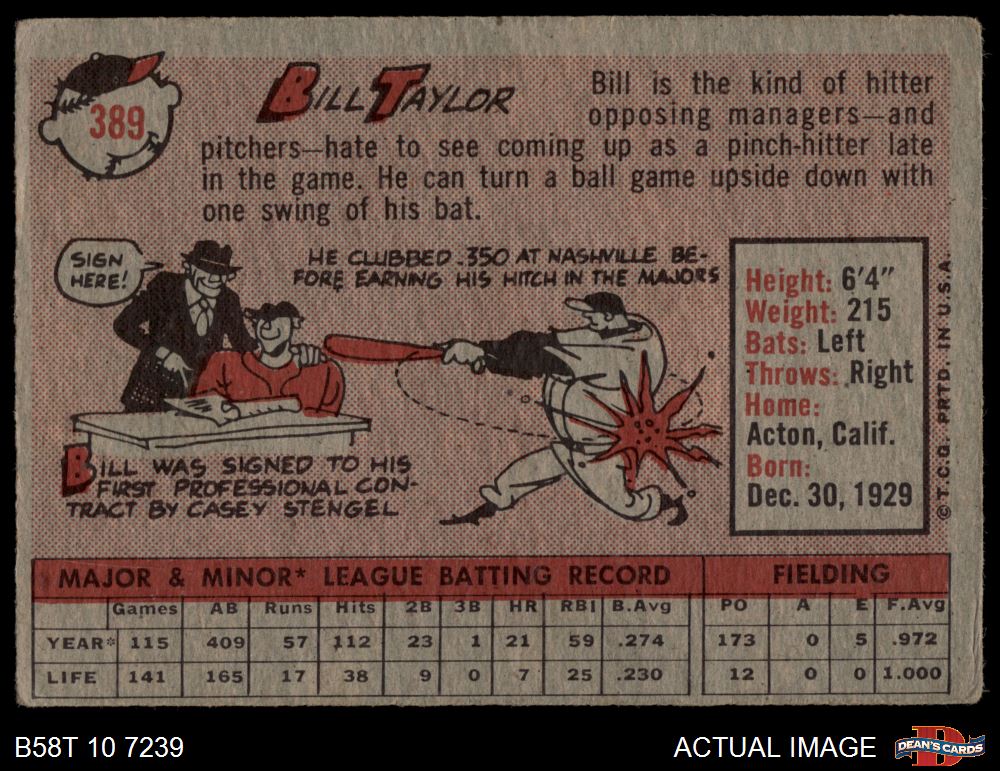 389
BILL TAYLOR
Bill is the kind of hitter
opposing managers—and
pitchers—hate to see coming up as a pinch-hitter late
in the game. He can turn a ball game upside down with
one swing of his bat.
SIGN
HERE!
HE CLUBBED .350 AT NASHVILLE BE-
FORE EARNING HIS HITCH IN THE MAJORS
BILL WAS SIGNED TO HIS
FIRST PROFESSIONAL CON-
TRACT BY CASEY STENGEL
Height: 6'4"
Weight: 215
Bats: Left
Throws: Right
Home:
Acton, Calif.
Born:
Dec. 30, 1929
© T.C.G. PRTD. IN U.S.A.
MAJOR & MINOR* LEAGUE BATTING RECORD FIELDING
Games AB Runs Hits 2B 3B HR RBI B.Avg PO A E F.Avg
YEAR* 115 409 57 112 23 1 21 59 .274 173 0 5 .972
LIFE 141 165 17 38 9 0 7 25 .230 12 0 0 1.000
B58T 10 7239
ACTUAL IMAGE
D
DEAN'S CARDS